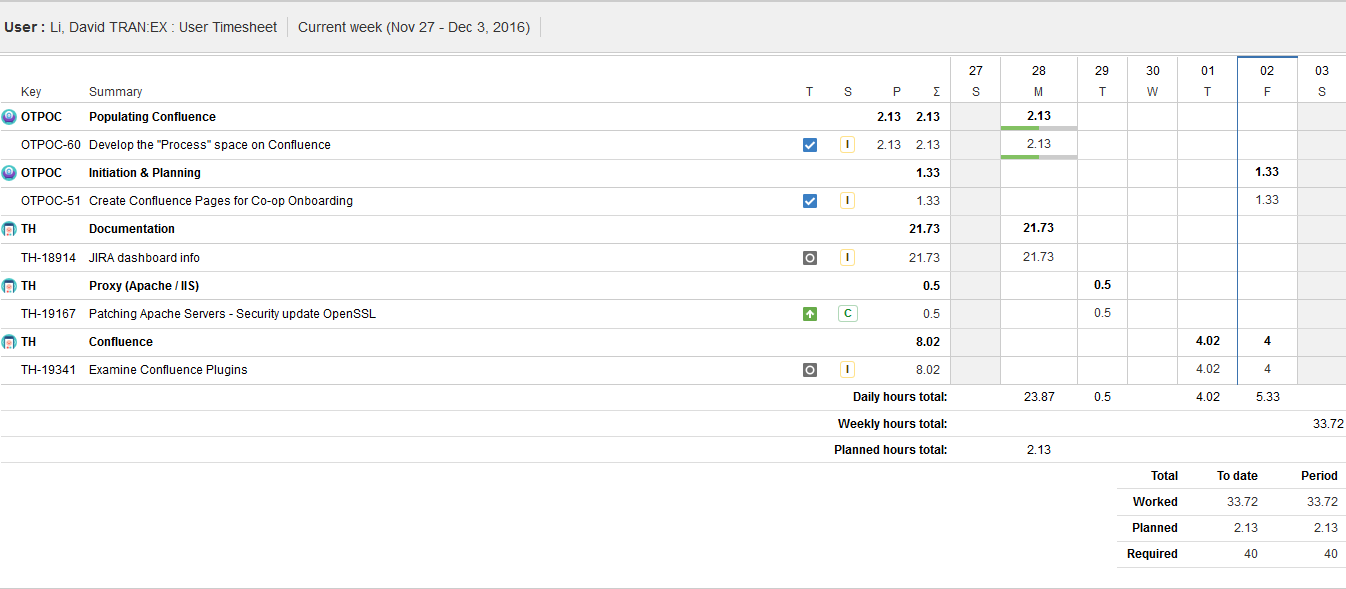 User : Li, David TRAN:EX : User Timesheet Current week (Nov 27 - Dec 3, 2016)
27 28 29 30 01 02 03
Key Summary T S P Σ S M T W T F S
OTPOC Populating Confluence 2.13 2.13 2.13
OTPOC-60 Develop the "Process" space on Confluence I 2.13 2.13 2.13
OTPOC Initiation & Planning 1.33 1.33
OTPOC-51 Create Confluence Pages for Co-op Onboarding I 1.33 1.33
TH Documentation 21.73 21.73
TH-18914 JIRA dashboard info I 21.73 21.73
TH Proxy (Apache / IIS) 0.5 0.5
TH-19167 Patching Apache Servers - Security update OpenSSL C 0.5 0.5
TH Confluence 8.02 4.02 4
TH-19341 Examine Confluence Plugins I 8.02 4.02 4
Daily hours total: 23.87 0.5 4.02 5.33
Weekly hours total: 33.72
Planned hours total: 2.13
Total To date Period
Worked 33.72 33.72
Planned 2.13 2.13
Required 40 40